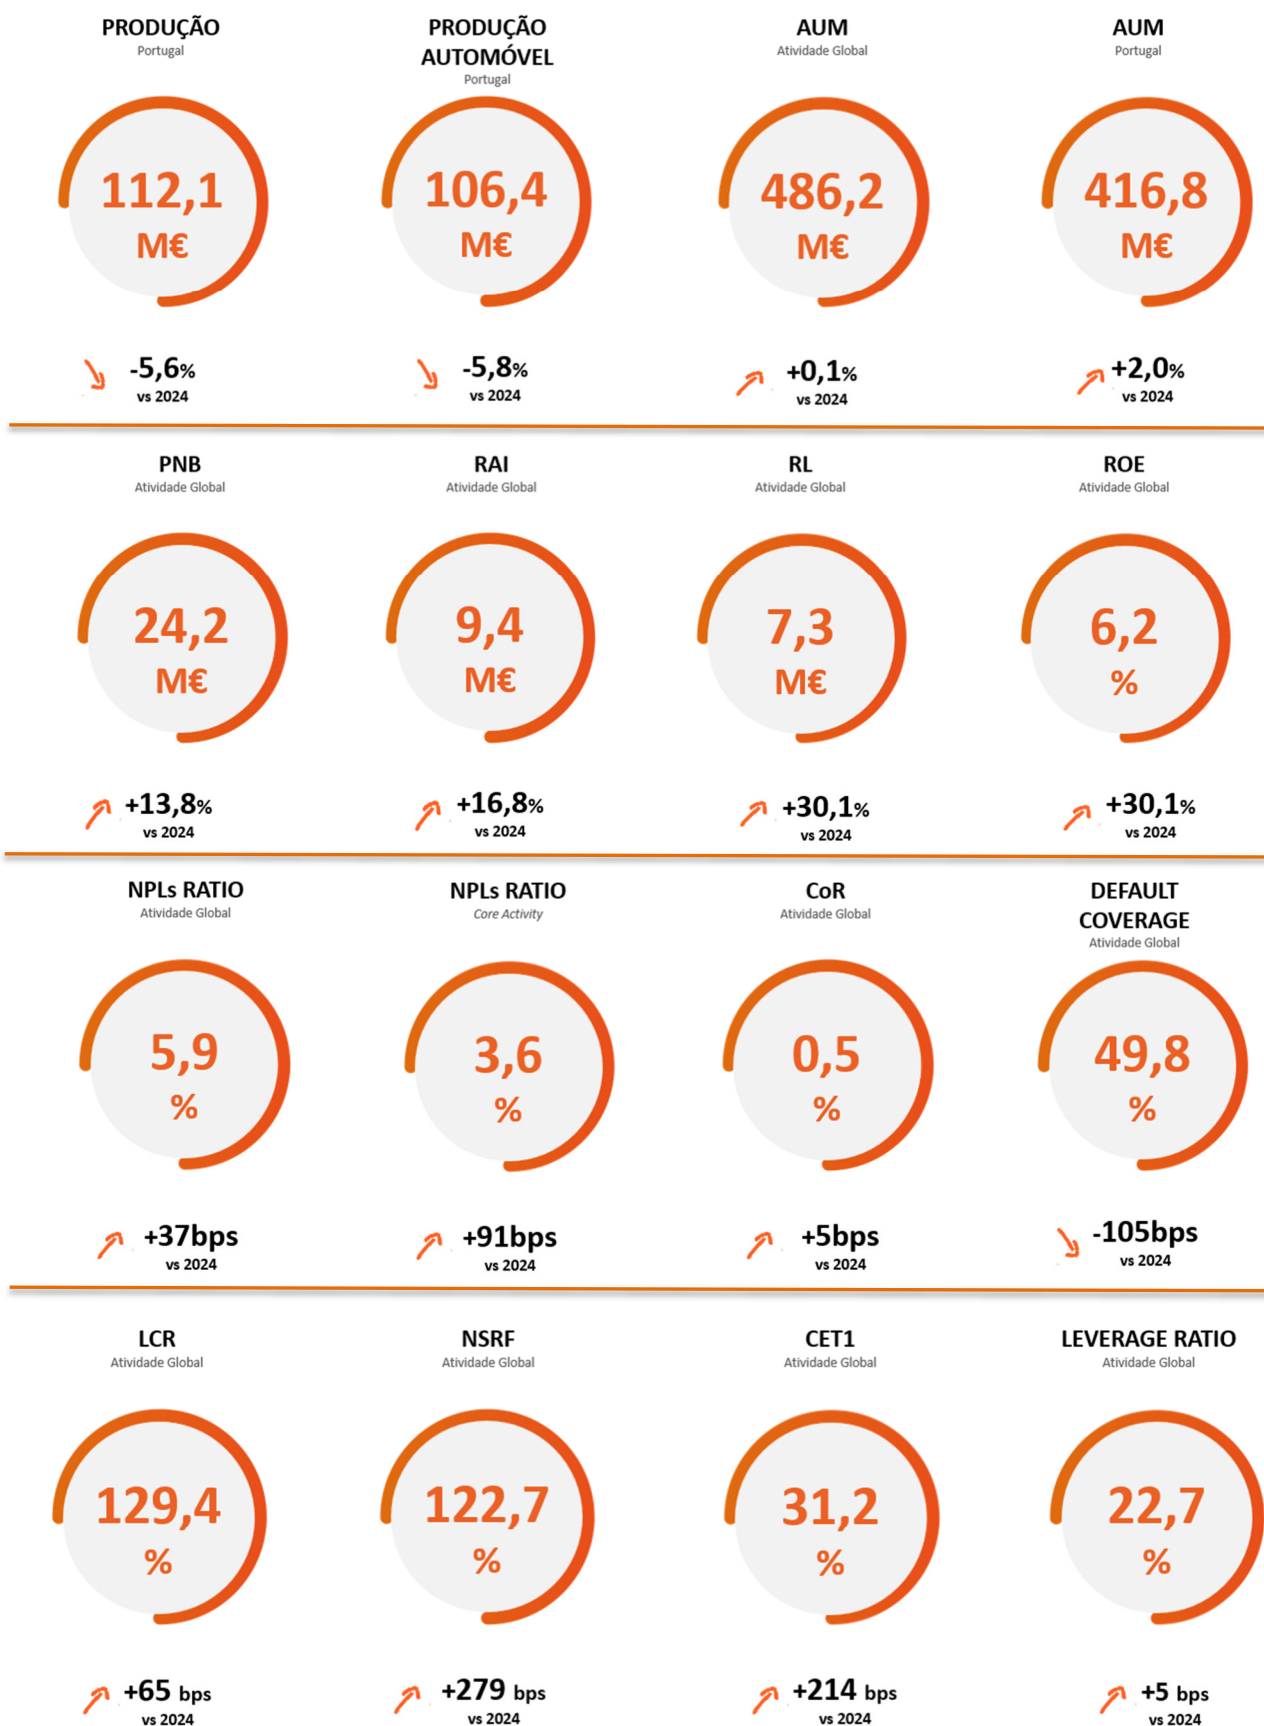 PRODUÇÃO
Portugal
112,1
M€
-5,6%
vs 2024
PRODUÇÃO
AUTOMÓVEL
Portugal
106,4
M€
-5,8%
vs 2024
AUM
Atividade Global
486,2
M€
+0,1%
vs 2024
AUM
Portugal
416,8
M€
+2,0%
vs 2024
PNB
Atividade Global
24,2
M€
+13,8%
vs 2024
RAI
Atividade Global
9,4
M€
+16,8%
vs 2024
RL
Atividade Global
7,3
M€
+30,1%
vs 2024
ROE
Atividade Global
6,2
%
+30,1%
vs 2024
NPLs RATIO
Atividade Global
5,9
%
+37bps
vs 2024
NPLs RATIO
Core Activity
3,6
%
+91bps
vs 2024
CoR
Atividade Global
0,5
%
+5bps
vs 2024
DEFAULT
COVERAGE
Atividade Global
49,8
%
-105bps
vs 2024
LCR
Atividade Global
129,4
%
+65 bps
vs 2024
NSRF
Atividade Global
122,7
%
+279 bps
vs 2024
CET1
Atividade Global
31,2
%
+214 bps
vs 2024
LEVERAGE RATIO
Atividade Global
22,7
%
+5 bps
vs 2024